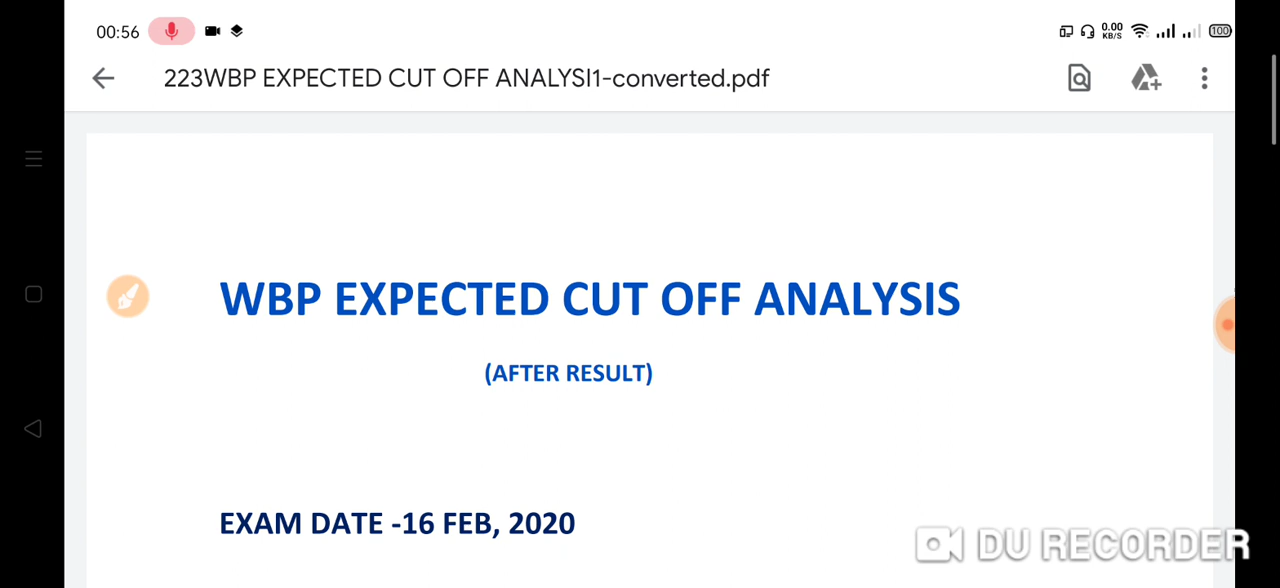 00:56
0.00
KB/S
100
223WBP EXPECTED CUT OFF ANALYSI1-converted.pdf
WBP EXPECTED CUT OFF ANALYSIS
(AFTER RESULT)
EXAM DATE -16 FEB, 2020
DU RECORDER